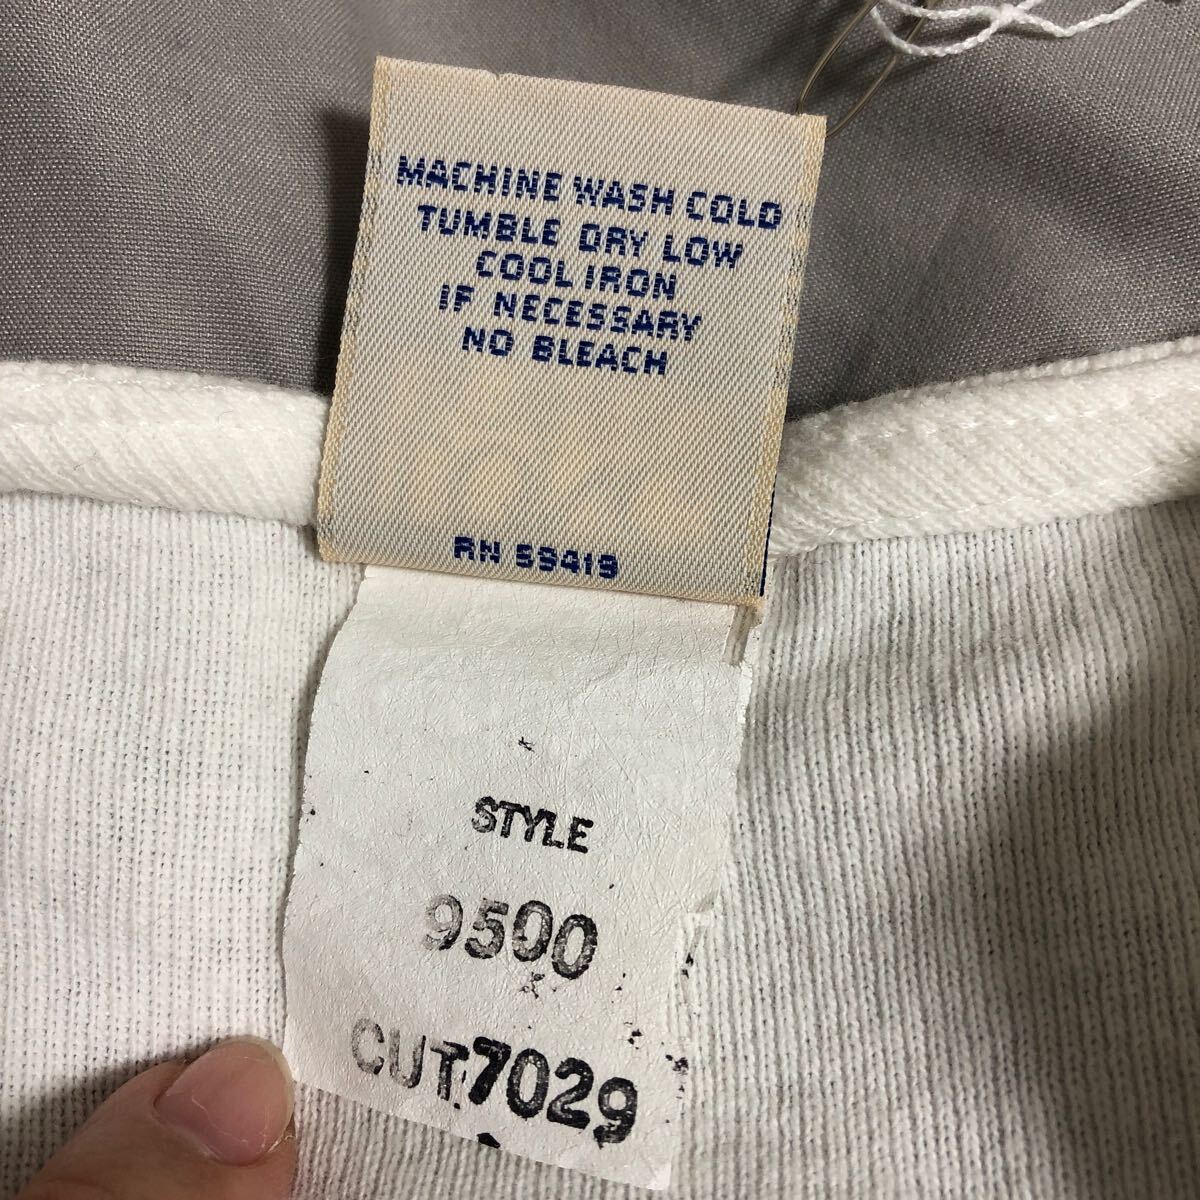 MACHINE WASH COLD
TUMBLE DRY LOW
COOL IRON
IF NECESSARY
NO BLEACH
RN 59419
STYLE
9500
CUT 7029